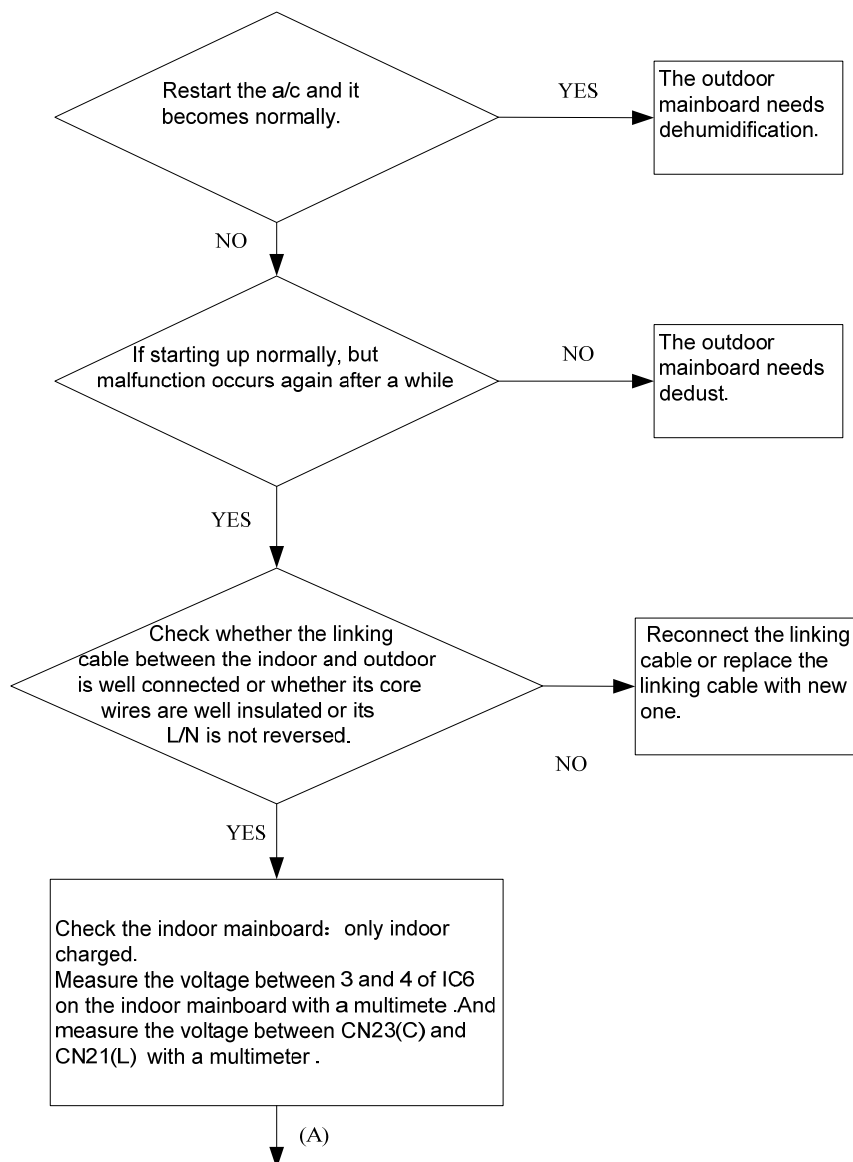 Restart the a/c and it
becomes normally.
YES
The outdoor
mainboard needs
dehumidification.
NO
If starting up normally, but
malfunction occurs again after a while
NO
The outdoor
mainboard needs
dedust.
YES
Check whether the linking
cable between the indoor and outdoor
is well connected or whether its core
wires are well insulated or its
L/N is not reversed.
NO
Reconnect the linking
cable or replace the
linking cable with new
one.
YES
Check the indoor mainboard：only indoor
charged.
Measure the voltage between 3 and 4 of IC6
on the indoor mainboard with a multimete .And
measure the voltage between CN23(C) and
CN21(L) with a multimeter .
(A)